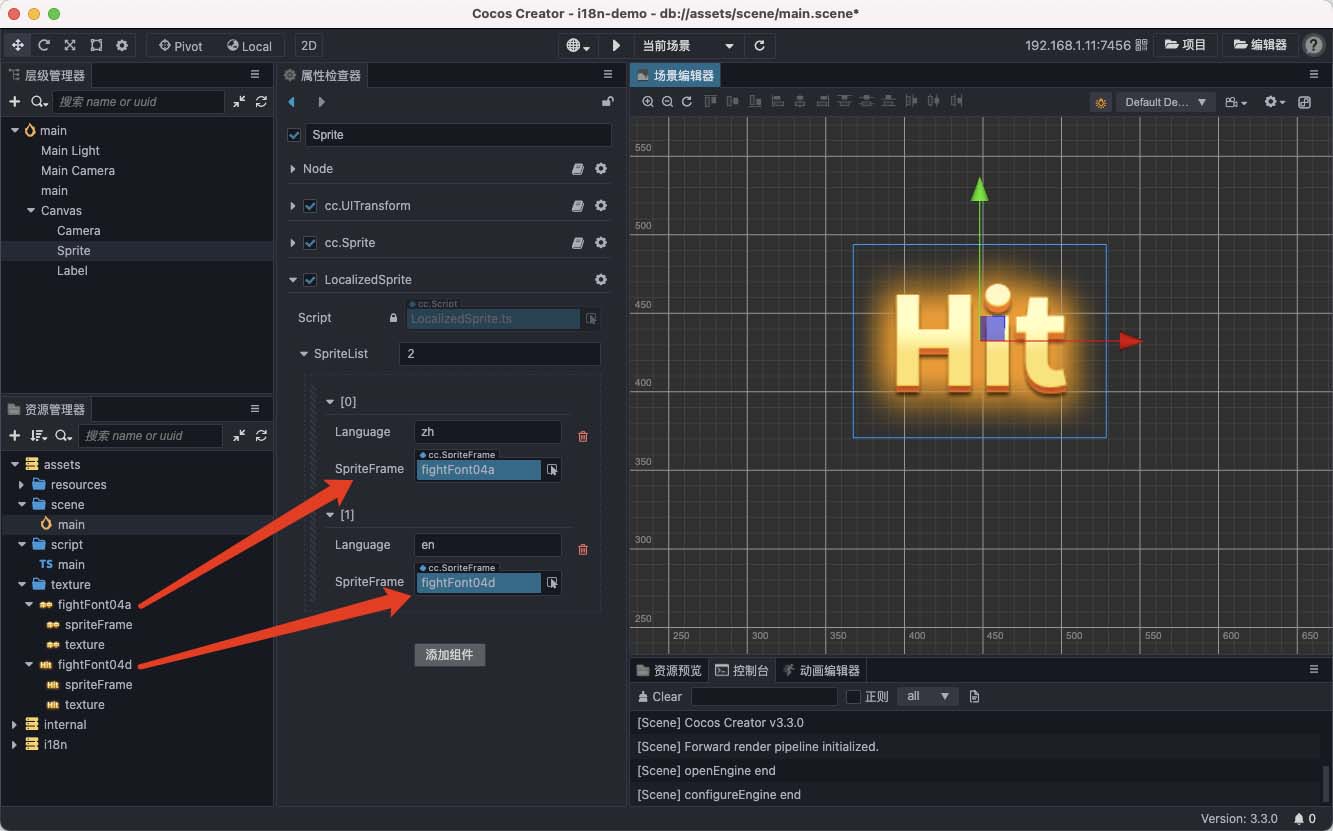 Cocos Creator - i18n-demo - db://assets/scene/main.scene*
Pivot
Local
2D
当前场景
192.168.1.11:7456
项目
编辑器
层级管理器
搜索 name or uuid
main
Main Light
Main Camera
main
Canvas
Camera
Sprite
Label
资源管理器
搜索 name or uuid
assets
resources
scene
main
script
TS main
texture
fightFont04a
spriteFrame
texture
Hit fightFont04d
Hit spriteFrame
Hit texture
internal
i18n
属性检查器
Sprite
Node
cc.UITransform
cc.Sprite
LocalizedSprite
cc.Script
Script LocalizedSprite.ts
SpriteList 2
[0]
Language zh
cc.SpriteFrame
SpriteFrame fightFont04a
[1]
Language en
cc.SpriteFrame
SpriteFrame fightFont04d
添加组件
场景编辑器
Default De...
550
500
450
400
350
300
250
250 300 350 400 450 500 550 600 650
Hit
资源预览
控制台
动画编辑器
Clear
正则
all
[Scene] Cocos Creator v3.3.0
[Scene] Forward render pipeline initialized.
[Scene] openEngine end
[Scene] configureEngine end
Version: 3.3.0
0